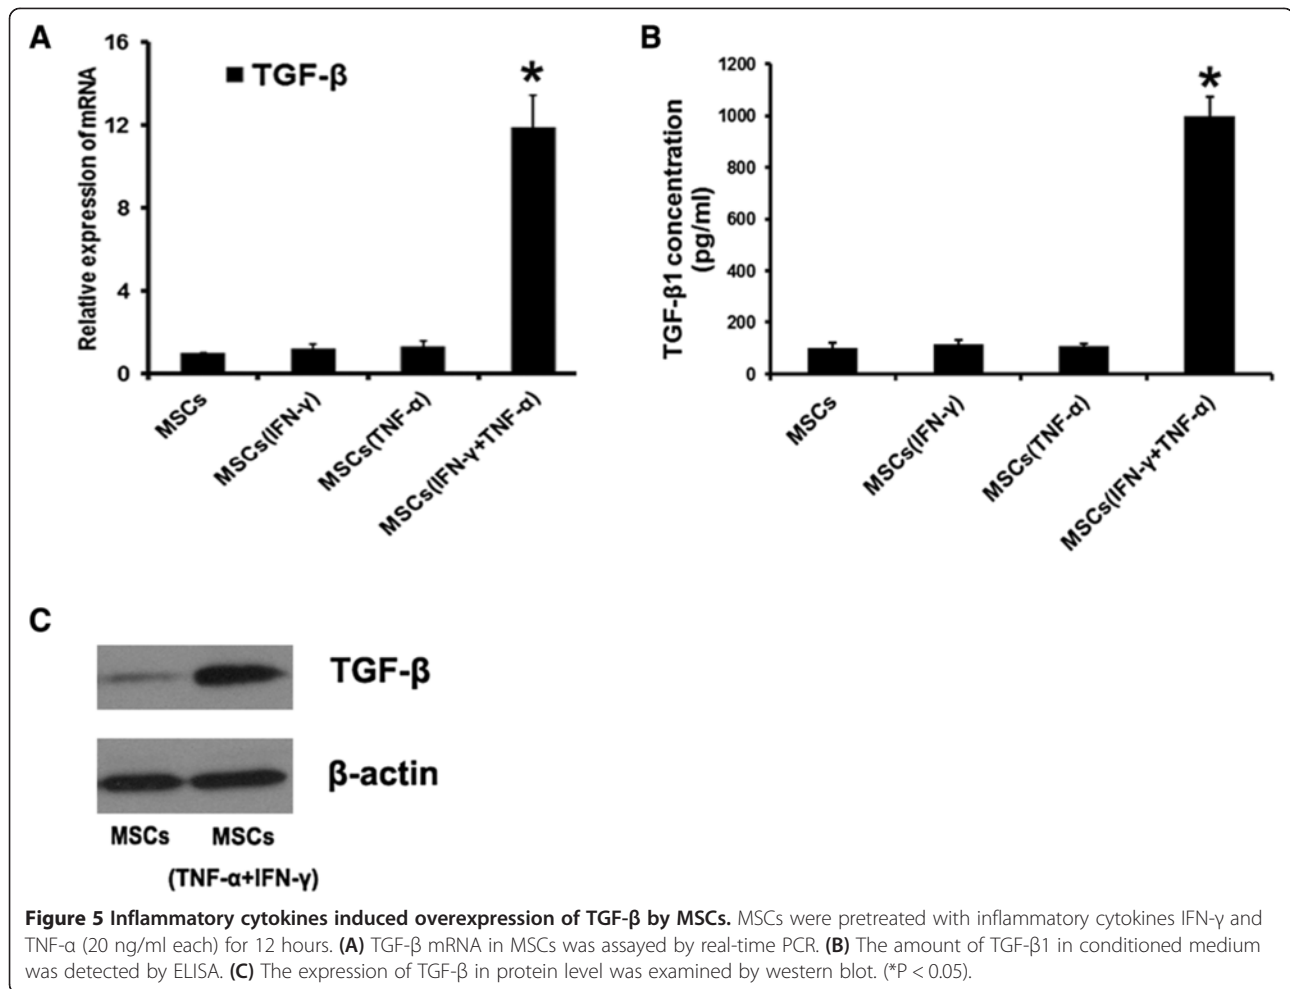 A
Relative expression of mRNA
16
12
8
4
0
TGF-β
*
MSCs
MSCs(IFN-γ)
MSCs(TNF-α)
MSCs(IFN-γ+TNF-α)
B
TGF-β1 concentration
(pg/ml)
1200
1000
800
600
400
200
0
*
MSCs
MSCs(IFN-γ)
MSCs(TNF-α)
MSCs(IFN-γ+TNF-α)
C
TGF-β
β-actin
MSCs MSCs
(TNF-α+IFN-γ)
Figure 5 Inflammatory cytokines induced overexpression of TGF-β by MSCs. MSCs were pretreated with inflammatory cytokines IFN-γ and
TNF-α (20 ng/ml each) for 12 hours. (A) TGF-β mRNA in MSCs was assayed by real-time PCR. (B) The amount of TGF-β1 in conditioned medium
was detected by ELISA. (C) The expression of TGF-β in protein level was examined by western blot. (*P < 0.05).